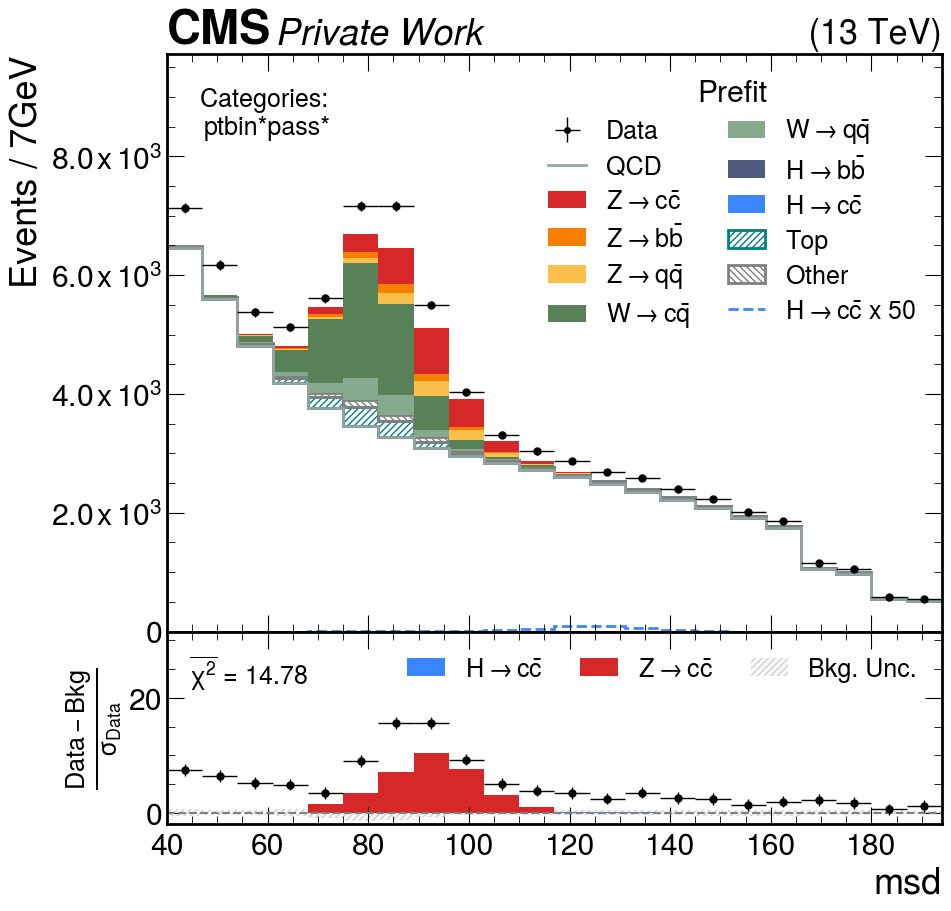 CMS Private Work (13 TeV)
Events / 7GeV
Categories:
ptbin*pass*
Prefit
Data
QCD
Z → cc̄
Z → bb̄
Z → qq̄
W → cq̄
W → qq̄
H → bb̄
H → cc̄
Top
Other
H → cc̄ x 50
8.0 x 10³
6.0 x 10³
4.0 x 10³
2.0 x 10³
0
χ̅²̅ = 14.78
H → cc̄
Z → cc̄
Bkg. Unc.
Data – Bkg
σData
20
0
40 60 80 100 120 140 160 180
msd